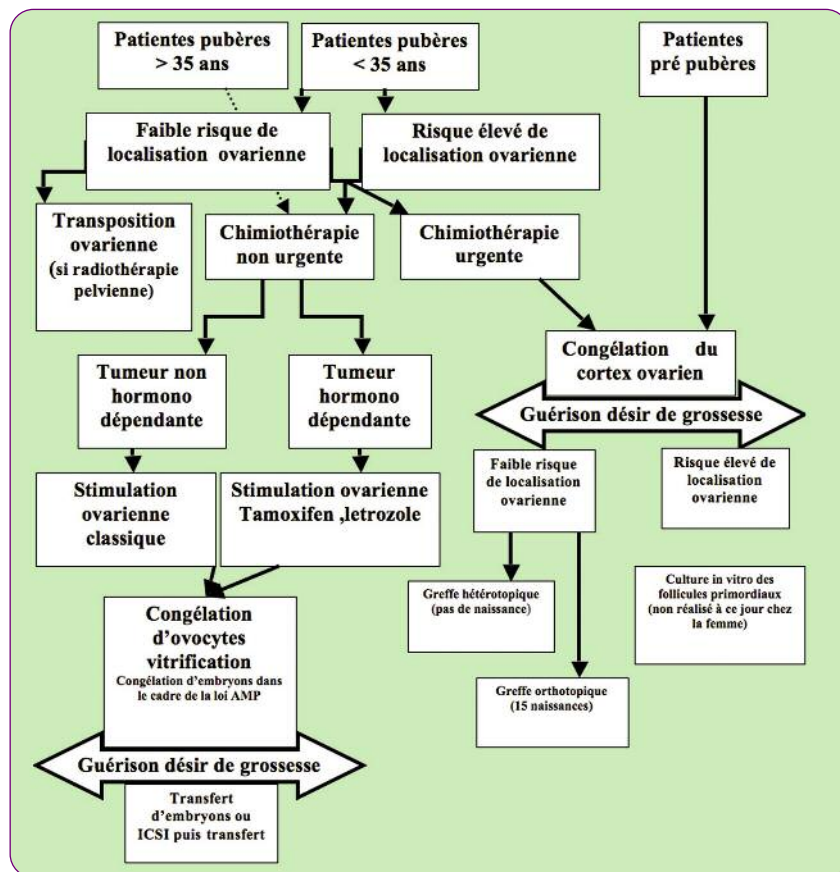 Patientes pubères
> 35 ans
Patientes pubères
< 35 ans
Patientes
pré pubères
Faible risque de
localisation ovarienne
Risque élevé de
localisation ovarienne
Transposition
ovarienne
(si radiothérapie
pelvienne)
Chimiothérapie
non urgente
Chimiothérapie
urgente
Congélation du
cortex ovarien
Tumeur non
hormono
dépendante
Tumeur
hormono
dépendante
Guérison désir de grossesse
Stimulation
ovarienne
classique
Stimulation ovarienne
Tamoxifen ,letrozole
Faible risque
de localisation
ovarienne
Risque élevé de
localisation
ovarienne
Greffe hétérotopique
(pas de naissance)
Culture in vitro des
follicules primordiaux
(non réalisé à ce jour chez
la femme)
Greffe orthotopique
(15 naissances)
Congélation
d'ovocytes
vitrification
Congélation d'embryons dans
le cadre de la loi AMP
Guérison désir de grossesse
Transfert
d'embryons ou
ICSI puis transfert